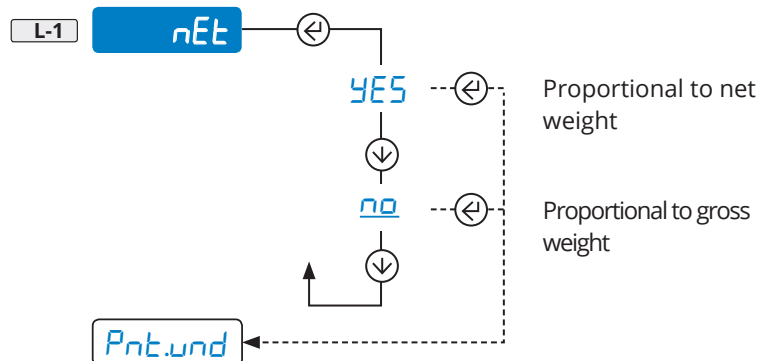 L-1 nEt
YES Proportional to net
weight
no Proportional to gross
weight
Pnt.und